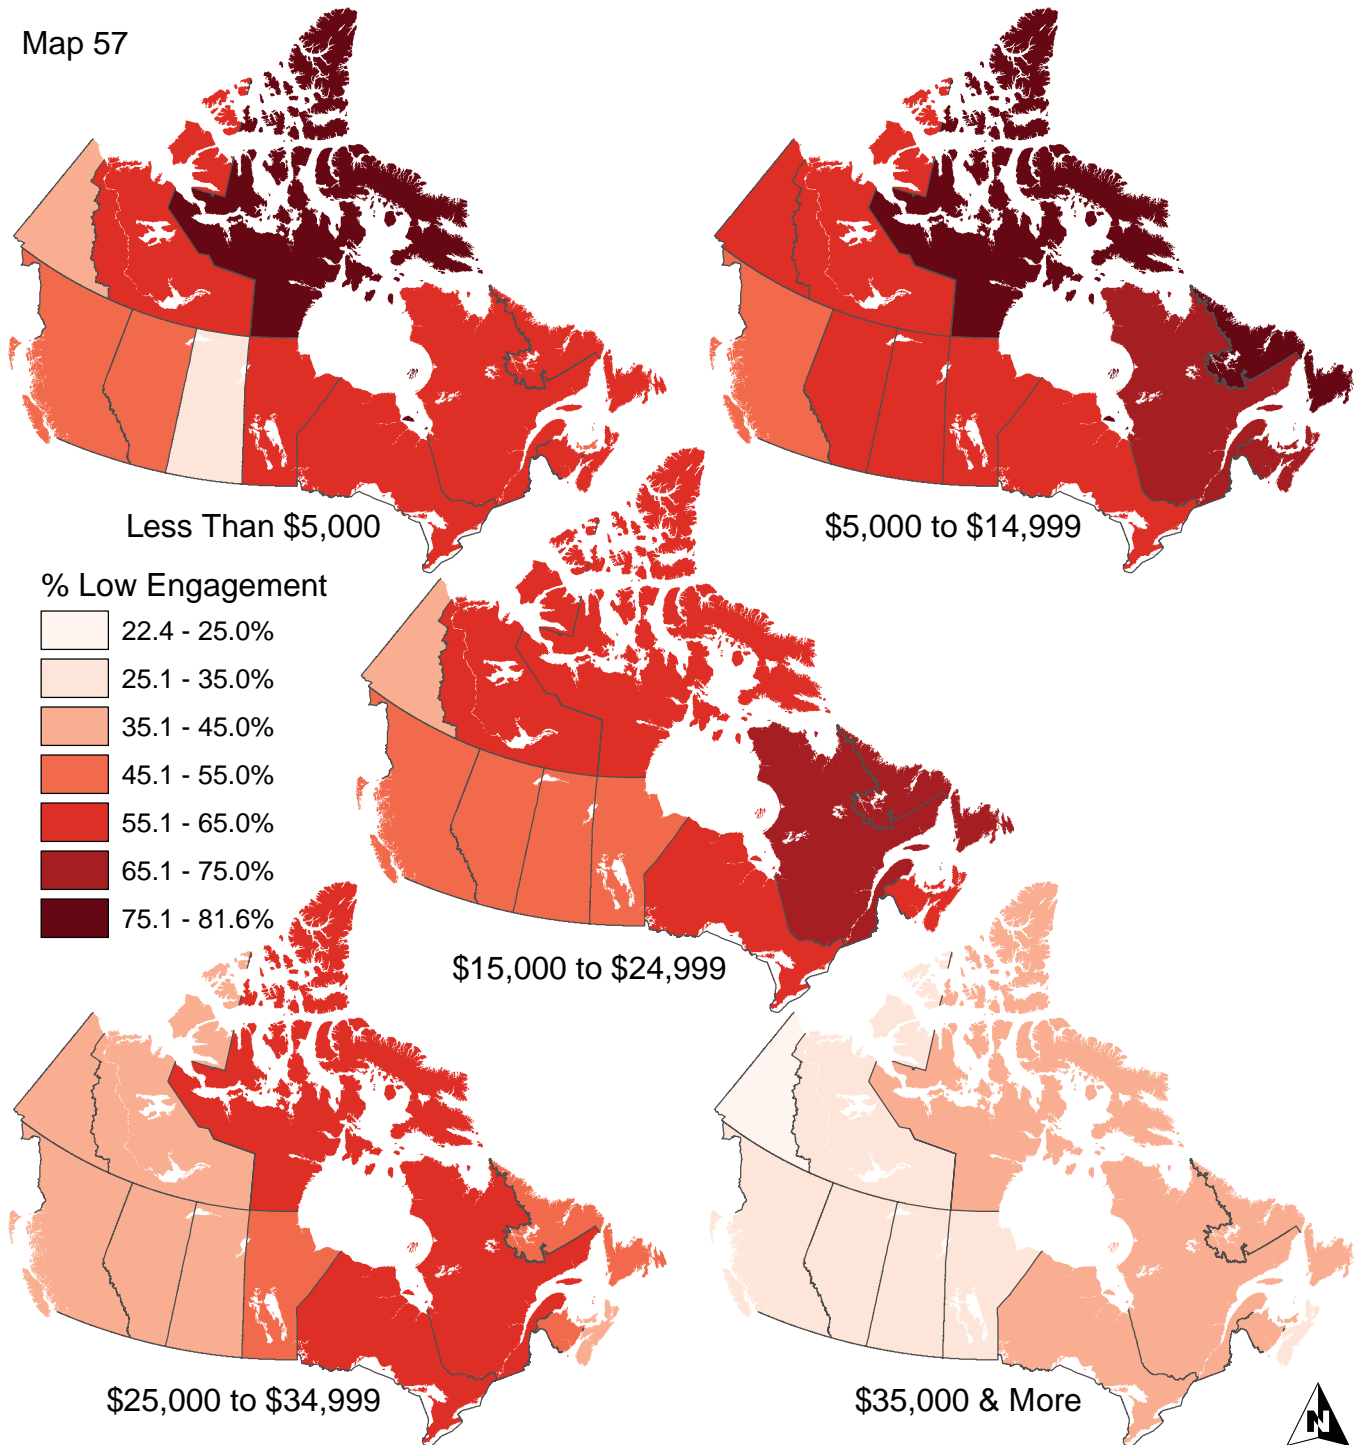 Map 57
Less Than $5,000
$5,000 to $14,999
% Low Engagement
22.4 - 25.0%
25.1 - 35.0%
35.1 - 45.0%
45.1 - 55.0%
55.1 - 65.0%
65.1 - 75.0%
75.1 - 81.6%
$15,000 to $24,999
$25,000 to $34,999
$35,000 & More
N